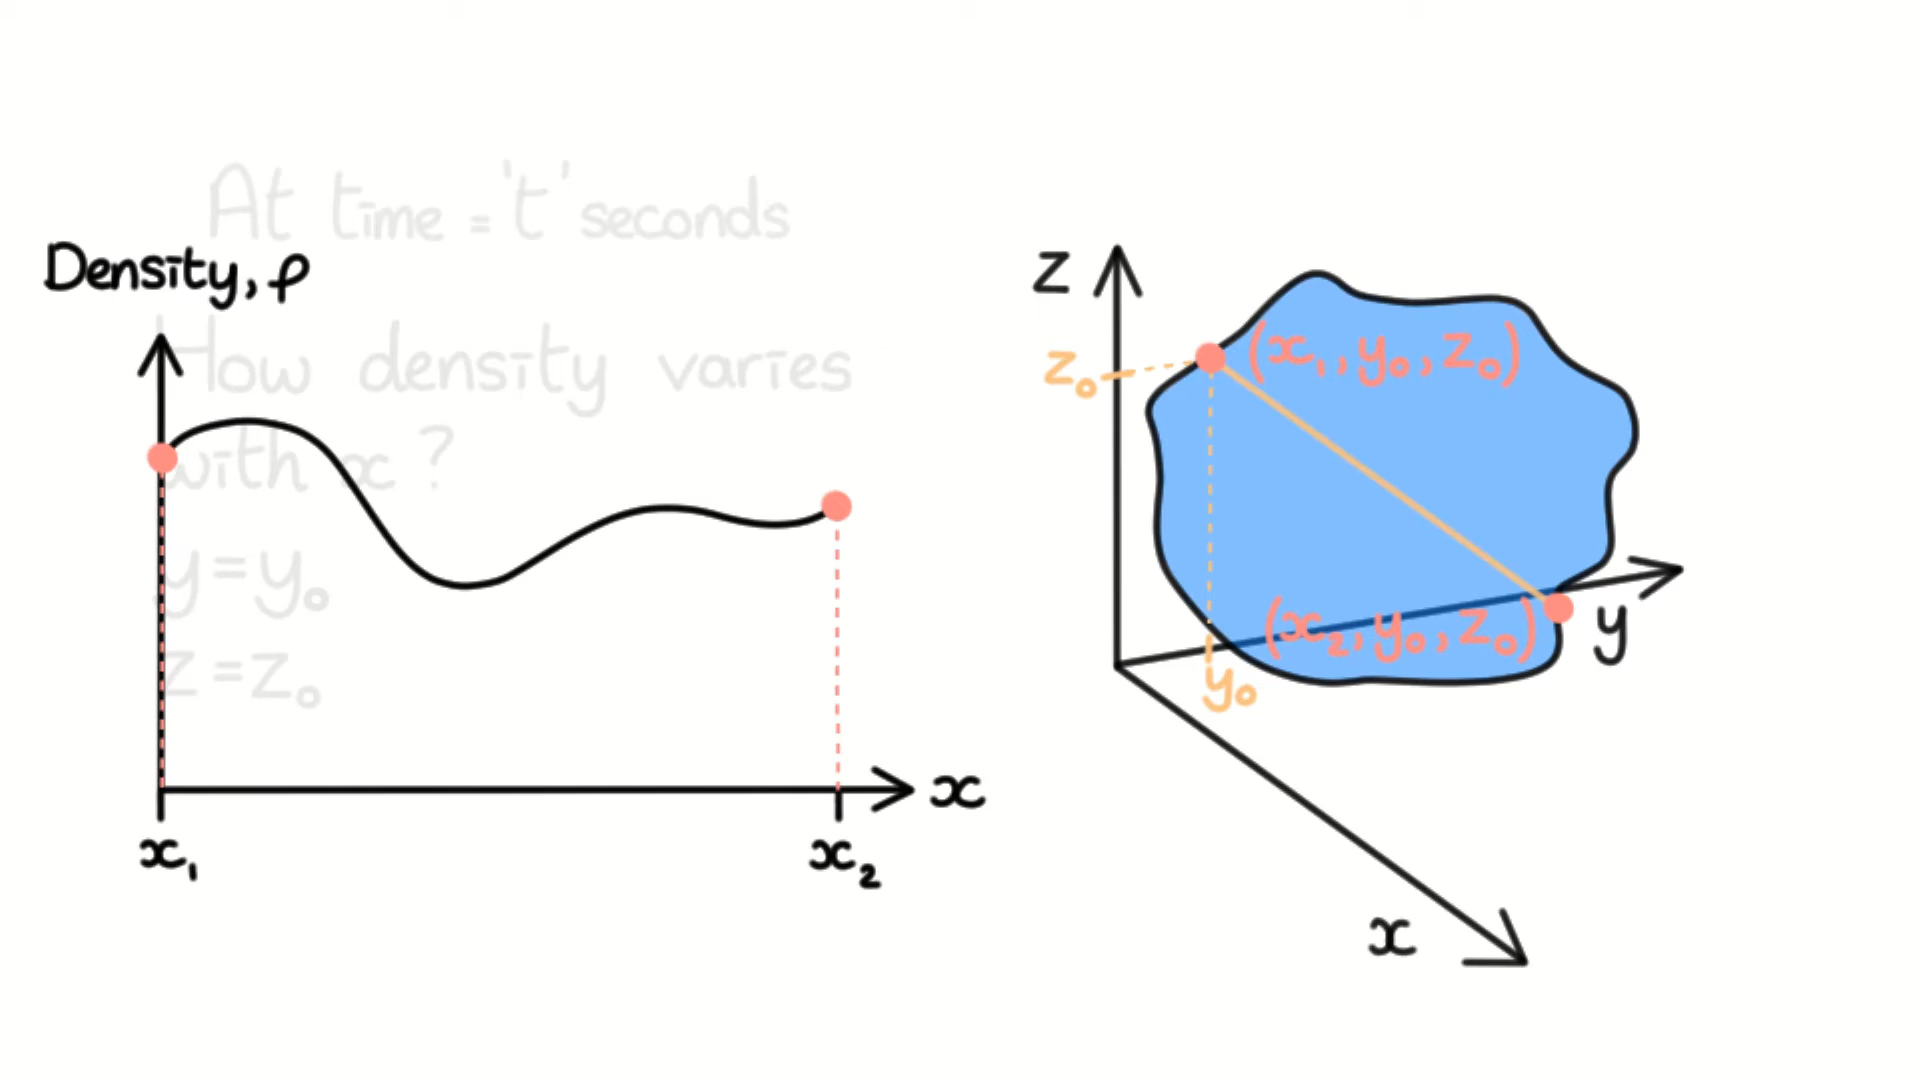 At time = 't' seconds
Density, ρ
How density varies
with x ?
y = y₀
z = z₀
x
x₁
x₂
z
z₀
(x₁, y₀, z₀)
(x₂, y₀, z₀)
y
y₀
x